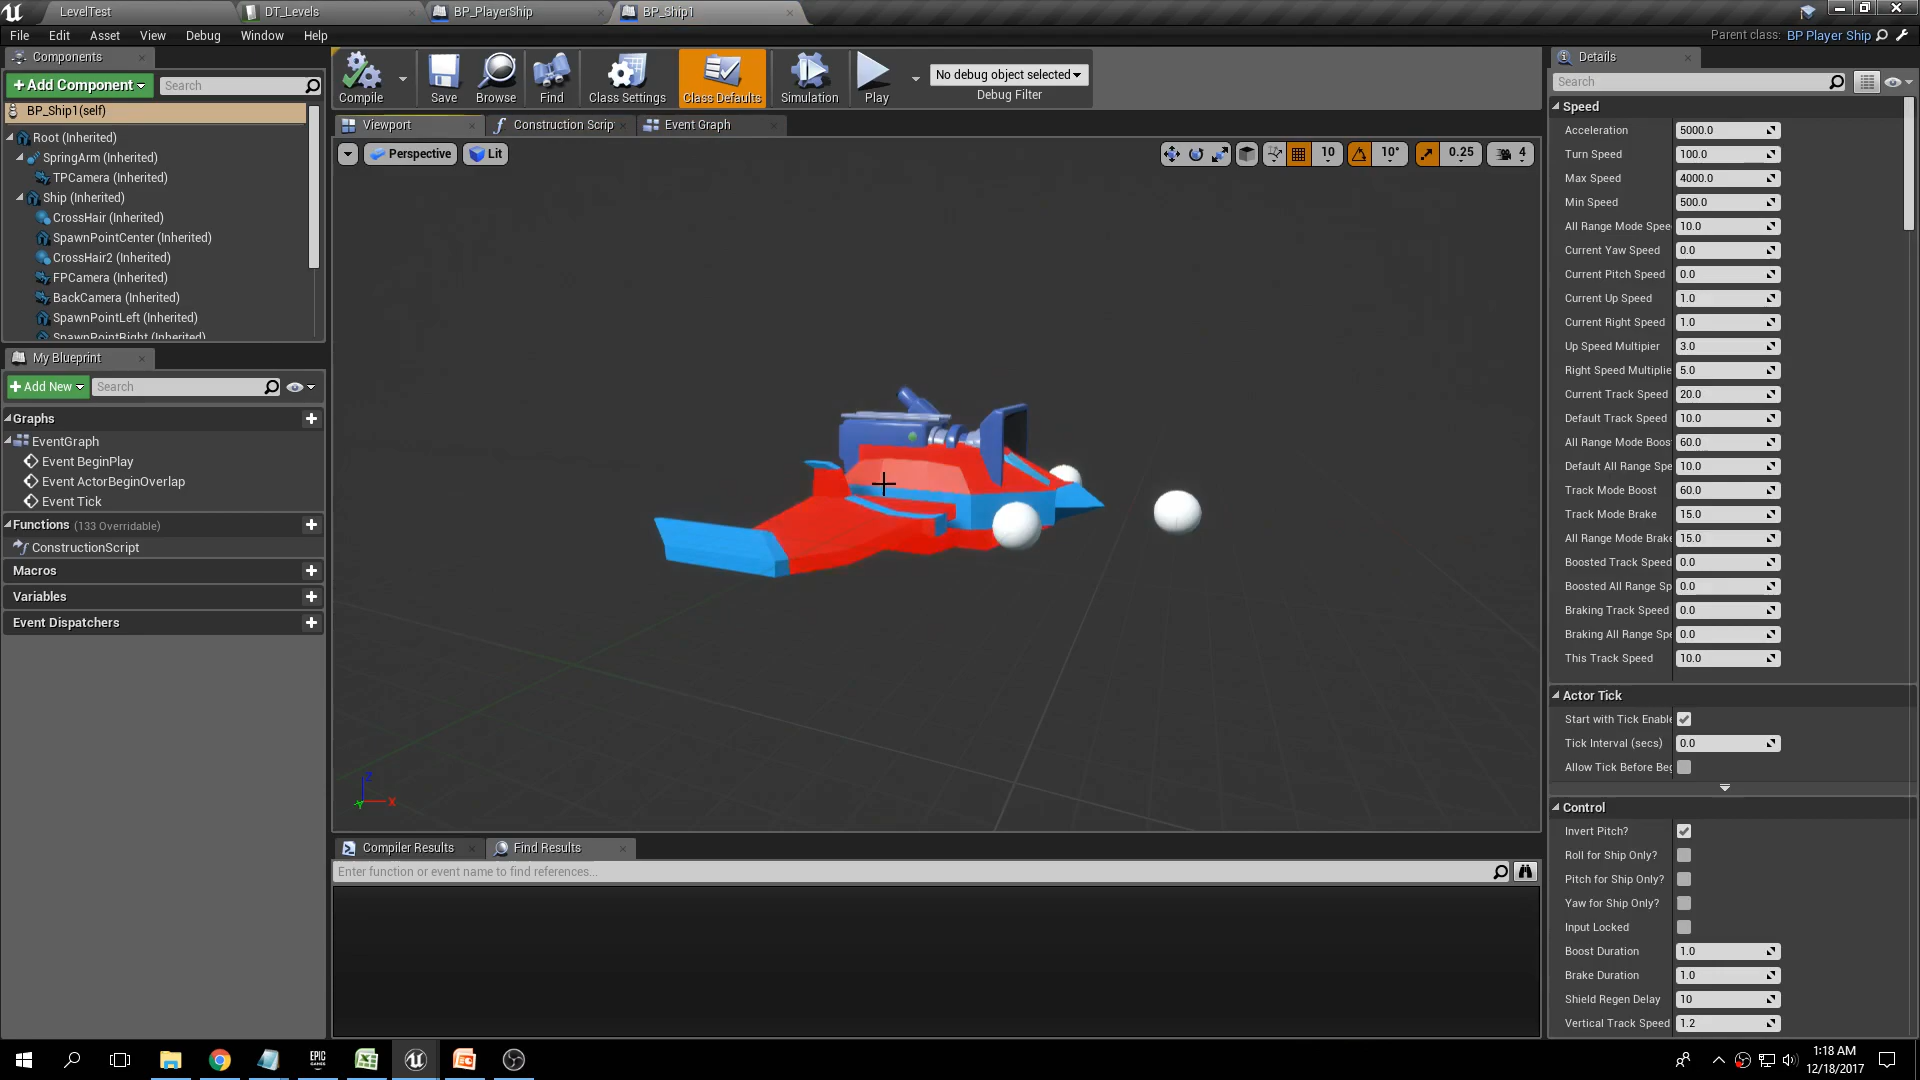 LevelTest
DT_Levels
BP_PlayerShip
BP_Ship1
File Edit Asset View Debug Window Help
Parent class: BP Player Ship
Components
+Add Component
Search
BP_Ship1(self)
Root (Inherited)
SpringArm (Inherited)
TPCamera (Inherited)
Ship (Inherited)
CrossHair (Inherited)
SpawnPointCenter (Inherited)
CrossHair2 (Inherited)
FPCamera (Inherited)
BackCamera (Inherited)
SpawnPointLeft (Inherited)
SpawnPointRight (Inherited)
My Blueprint
+Add New
Search
Graphs
EventGraph
Event BeginPlay
Event ActorBeginOverlap
Event Tick
Functions (133 Overridable)
ConstructionScript
Macros
Variables
Event Dispatchers
Compile
Save
Browse
Find
Class Settings
Class Defaults
Simulation
Play
No debug object selected
Debug Filter
Viewport
Construction Scrip
Event Graph
Perspective
Lit
10
10°
0.25
4
Z
X
Y
Compiler Results
Find Results
Enter function or event name to find references...
Details
Search
Speed
Acceleration 5000.0
Turn Speed 100.0
Max Speed 4000.0
Min Speed 500.0
All Range Mode Spee 10.0
Current Yaw Speed 0.0
Current Pitch Speed 0.0
Current Up Speed 1.0
Current Right Speed 1.0
Up Speed Multipier 3.0
Right Speed Multiplie 5.0
Current Track Speed 20.0
Default Track Speed 10.0
All Range Mode Boos 60.0
Default All Range Spe 10.0
Track Mode Boost 60.0
Track Mode Brake 15.0
All Range Mode Brake 15.0
Boosted Track Speed 0.0
Boosted All Range Sp 0.0
Braking Track Speed 0.0
Braking All Range Spe 0.0
This Track Speed 10.0
Actor Tick
Start with Tick Enable
Tick Interval (secs) 0.0
Allow Tick Before Beg
Control
Invert Pitch?
Roll for Ship Only?
Pitch for Ship Only?
Yaw for Ship Only?
Input Locked
Boost Duration 1.0
Brake Duration 1.0
Shield Regen Delay 10
Vertical Track Speed 1.2
EPIC
GAMES
1:18 AM
12/18/2017